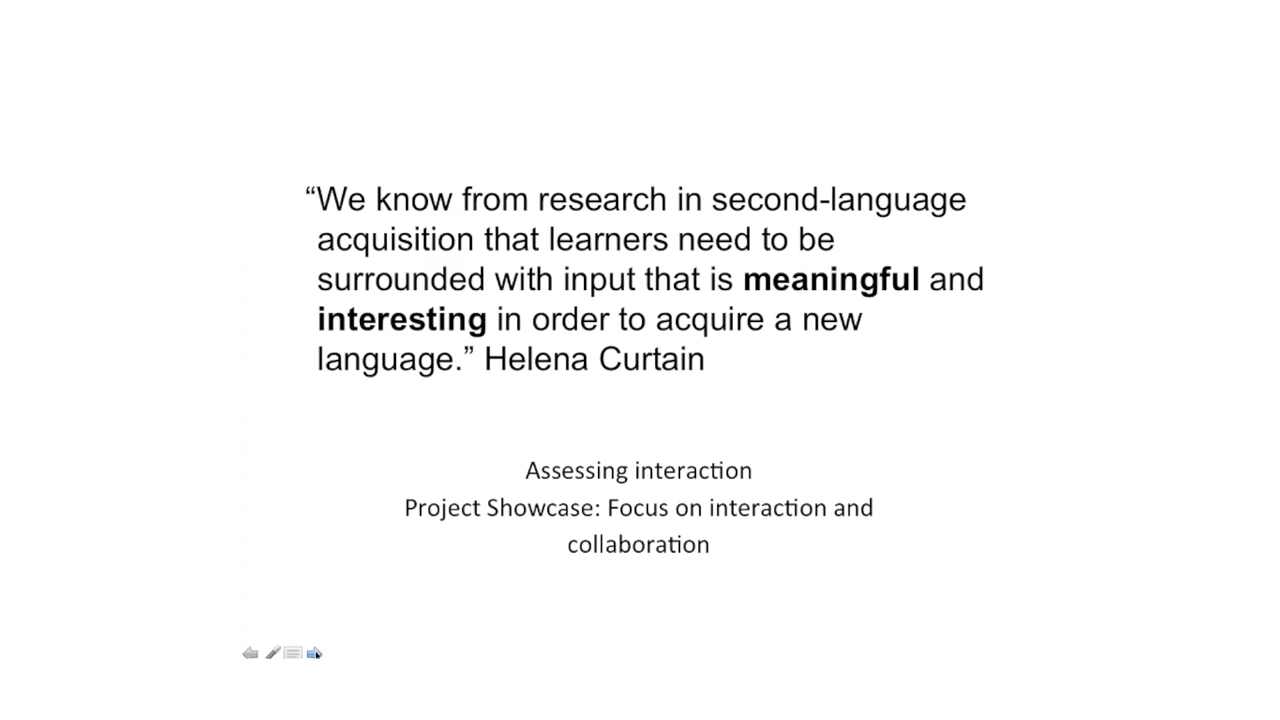 “We know from research in second-language
acquisition that learners need to be
surrounded with input that is meaningful and
interesting in order to acquire a new
language.” Helena Curtain
Assessing interaction
Project Showcase: Focus on interaction and
collaboration